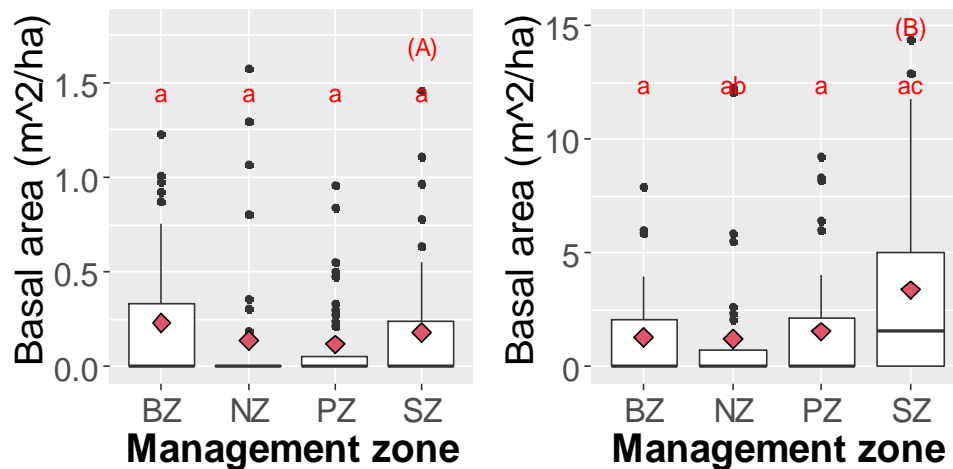 (A)
Basal area (m^2/ha)
1.5
1.0
0.5
0.0
a a a a
BZ NZ PZ SZ
Management zone
(B)
Basal area (m^2/ha)
15
10
5
0
a ab a ac
BZ NZ PZ SZ
Management zone